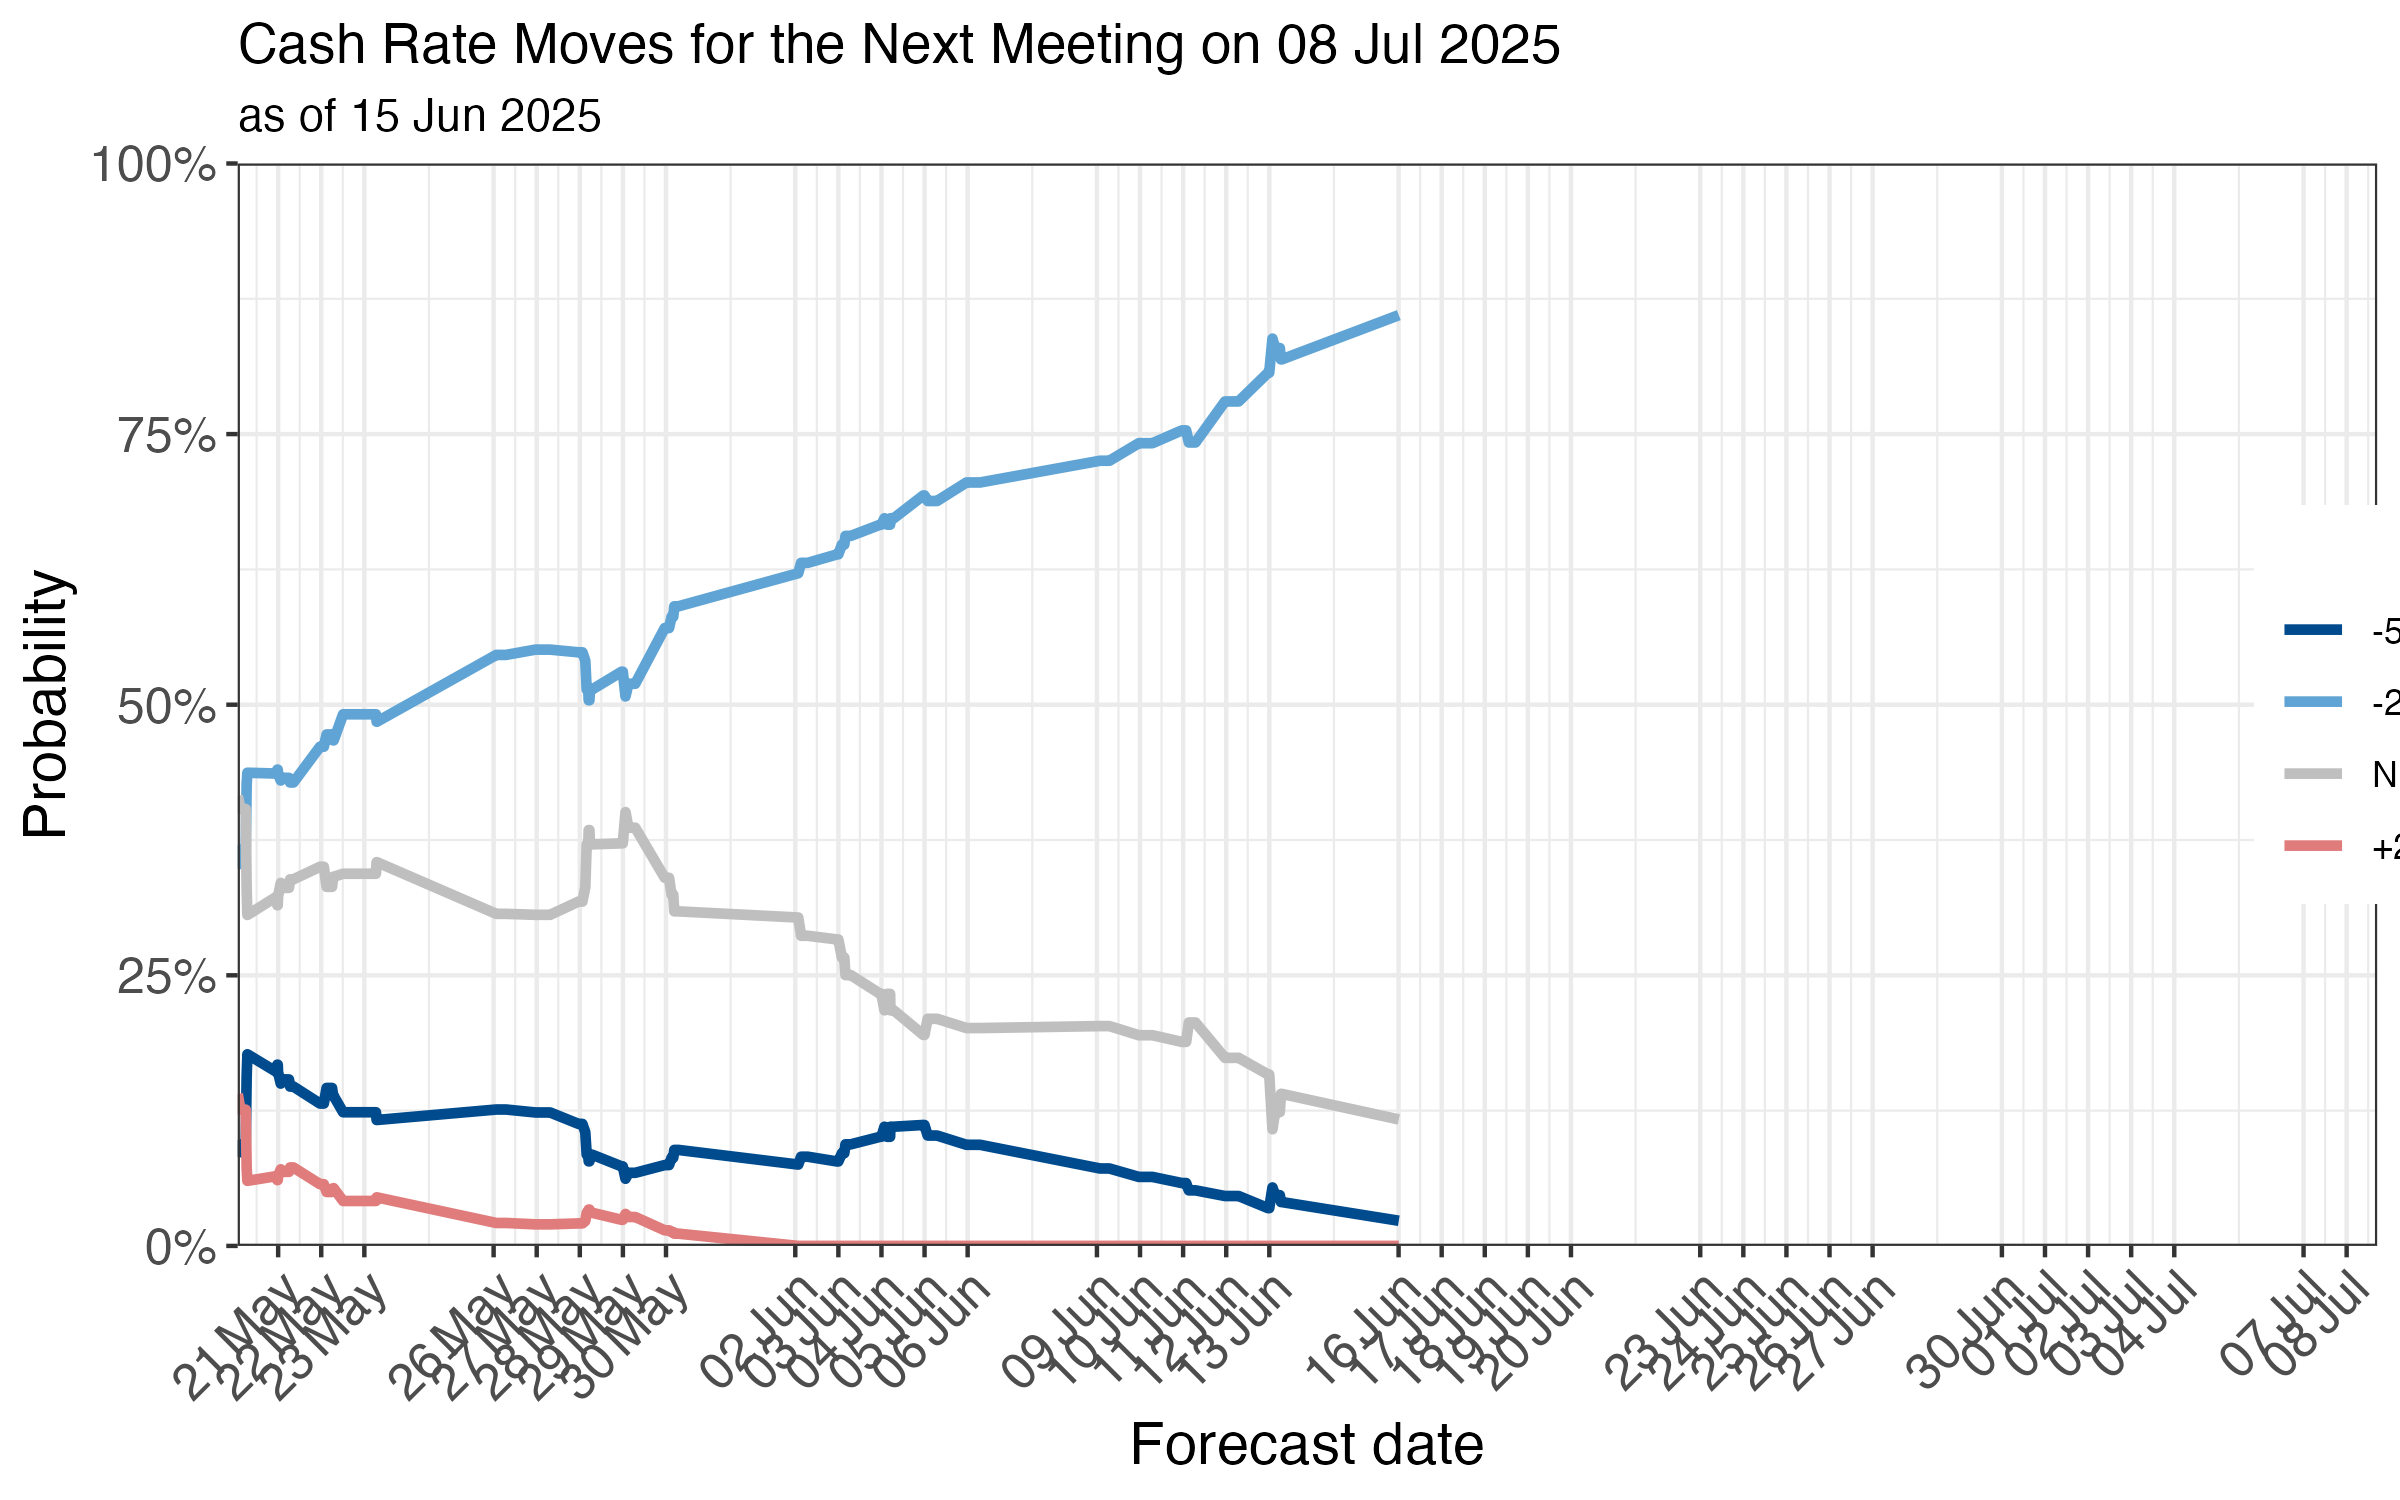 Cash Rate Moves for the Next Meeting on 08 Jul 2025
as of 15 Jun 2025
100%
75%
50%
25%
0%
Probability
-5
-2
N
+2
21 May
22 May
23 May
26 May
27 May
28 May
29 May
30 May
02 Jun
03 Jun
04 Jun
05 Jun
06 Jun
09 Jun
10 Jun
11 Jun
12 Jun
13 Jun
16 Jun
17 Jun
18 Jun
19 Jun
20 Jun
23 Jun
24 Jun
25 Jun
26 Jun
27 Jun
30 Jun
01 Jul
02 Jul
03 Jul
04 Jul
07 Jul
08 Jul
Forecast date